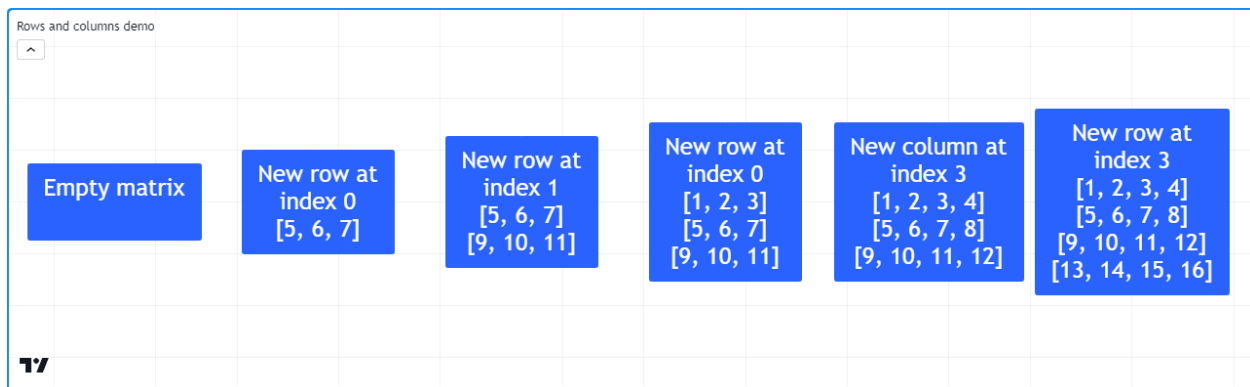 Rows and columns demo
Empty matrix
New row at
index 0
[5, 6, 7]
New row at
index 1
[5, 6, 7]
[9, 10, 11]
New row at
index 0
[1, 2, 3]
[5, 6, 7]
[9, 10, 11]
New column at
index 3
[1, 2, 3, 4]
[5, 6, 7, 8]
[9, 10, 11, 12]
New row at
index 3
[1, 2, 3, 4]
[5, 6, 7, 8]
[9, 10, 11, 12]
[13, 14, 15, 16]